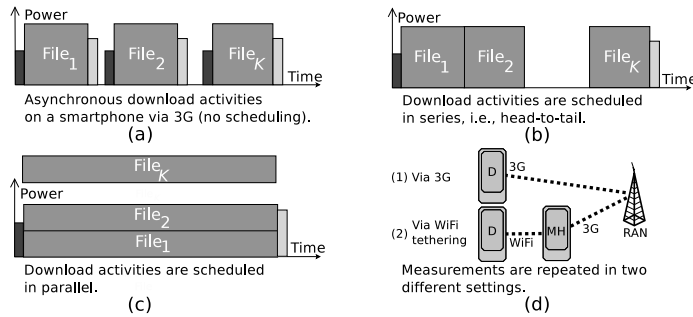 Power
File1
File2
FileK
Time
Asynchronous download activities
on a smartphone via 3G (no scheduling).
(a)
Power
File1
File2
FileK
Time
Download activities are scheduled
in series, i.e., head-to-tail.
(b)
FileK
Power
File2
File1
Time
Download activities are scheduled
in parallel.
(c)
(1) Via 3G
D
3G
(2) Via WiFi
tethering
D
WiFi
MH
3G
RAN
Measurements are repeated in two
different settings.
(d)